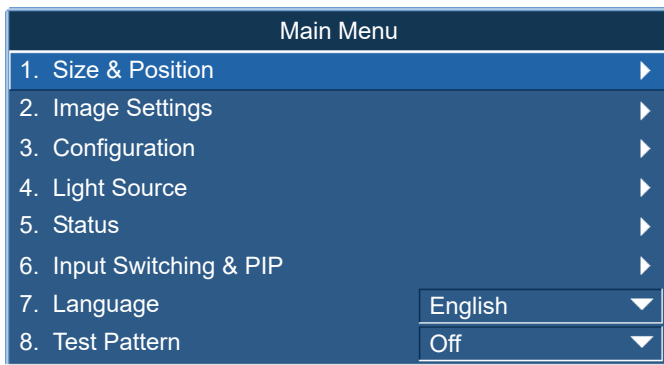 Main Menu
1. Size & Position
2. Image Settings
3. Configuration
4. Light Source
5. Status
6. Input Switching & PIP
7. Language English
8. Test Pattern Off